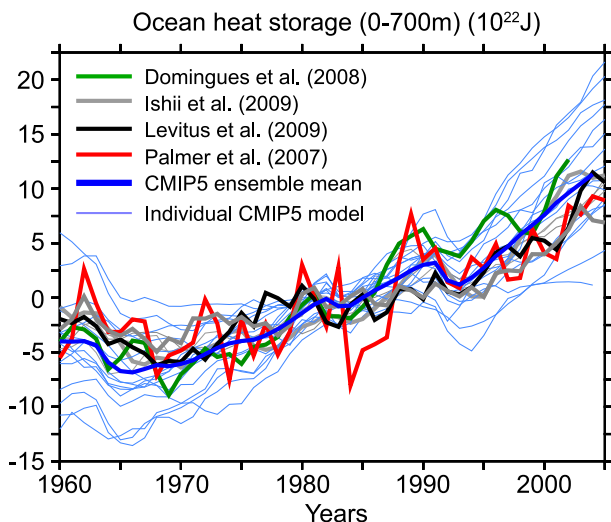 Ocean heat storage (0-700m) (10²²J)
20
15
10
5
0
-5
-10
-15
Domingues et al. (2008)
Ishii et al. (2009)
Levitus et al. (2009)
Palmer et al. (2007)
CMIP5 ensemble mean
Individual CMIP5 model
1960 1970 1980 1990 2000
Years